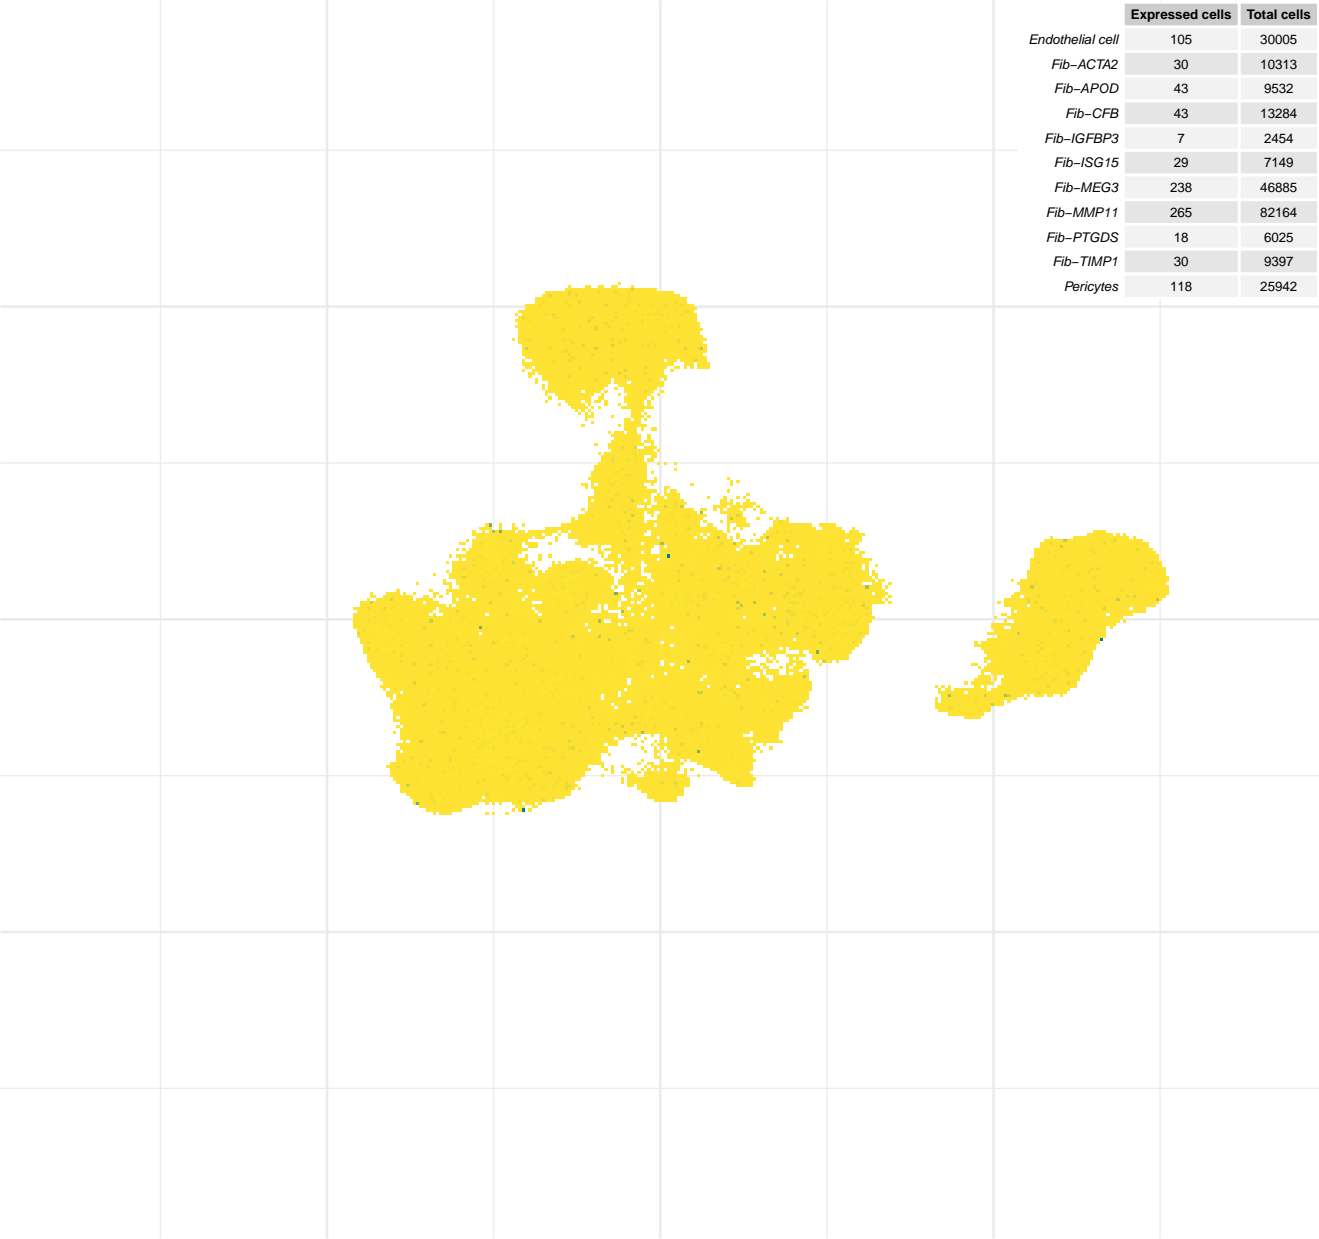 Expressed cells Total cells
Endothelial cell 105 30005
Fib−ACTA2 30 10313
Fib−APOD 43 9532
Fib−CFB 43 13284
Fib−IGFBP3 7 2454
Fib−ISG15 29 7149
Fib−MEG3 238 46885
Fib−MMP11 265 82164
Fib−PTGDS 18 6025
Fib−TIMP1 30 9397
Pericytes 118 25942